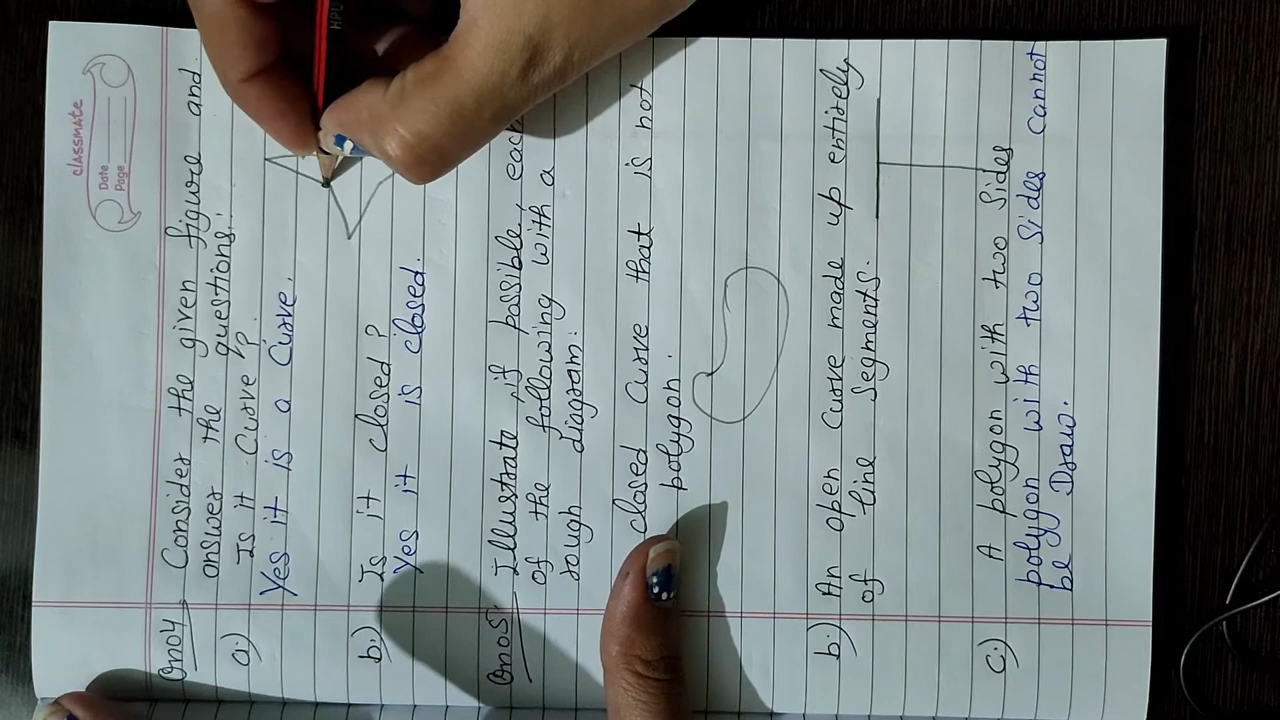 classmate
Date
Page
Qno4 Consider the given figure and
answer the questions:
a.) Is it Curve?
Yes it is a Curve.
b.) Is it closed?
Yes it is closed.
Qno5. Illustrate, if possible, each
of the following with a
rough diagram:
closed Curve that is not
polygon.
b.) An open Curve made up entirely
of line segments.
c.) A polygon with two sides
polygon with two sides cannot
be Draw.
HPL